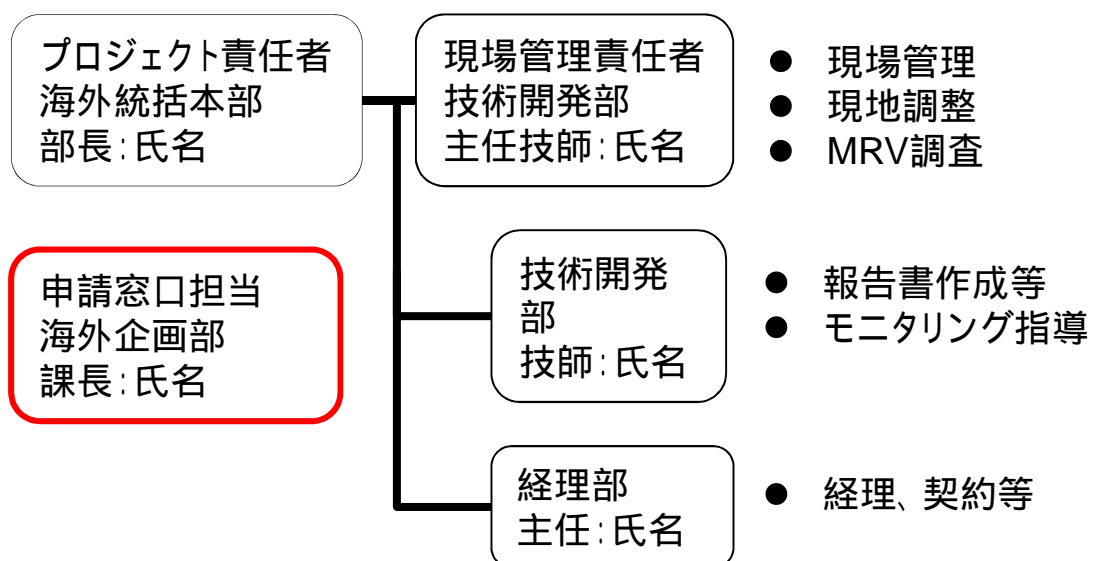 プロジェクト責任者
海外統括本部
部長：氏名
現場管理責任者
技術開発部
主任技師：氏名
● 現場管理
● 現地調整
● MRV調査
申請窓口担当
海外企画部
課長：氏名
技術開発
部
技師：氏名
● 報告書作成等
● モニタリング指導
経理部
主任：氏名
● 経理、契約等